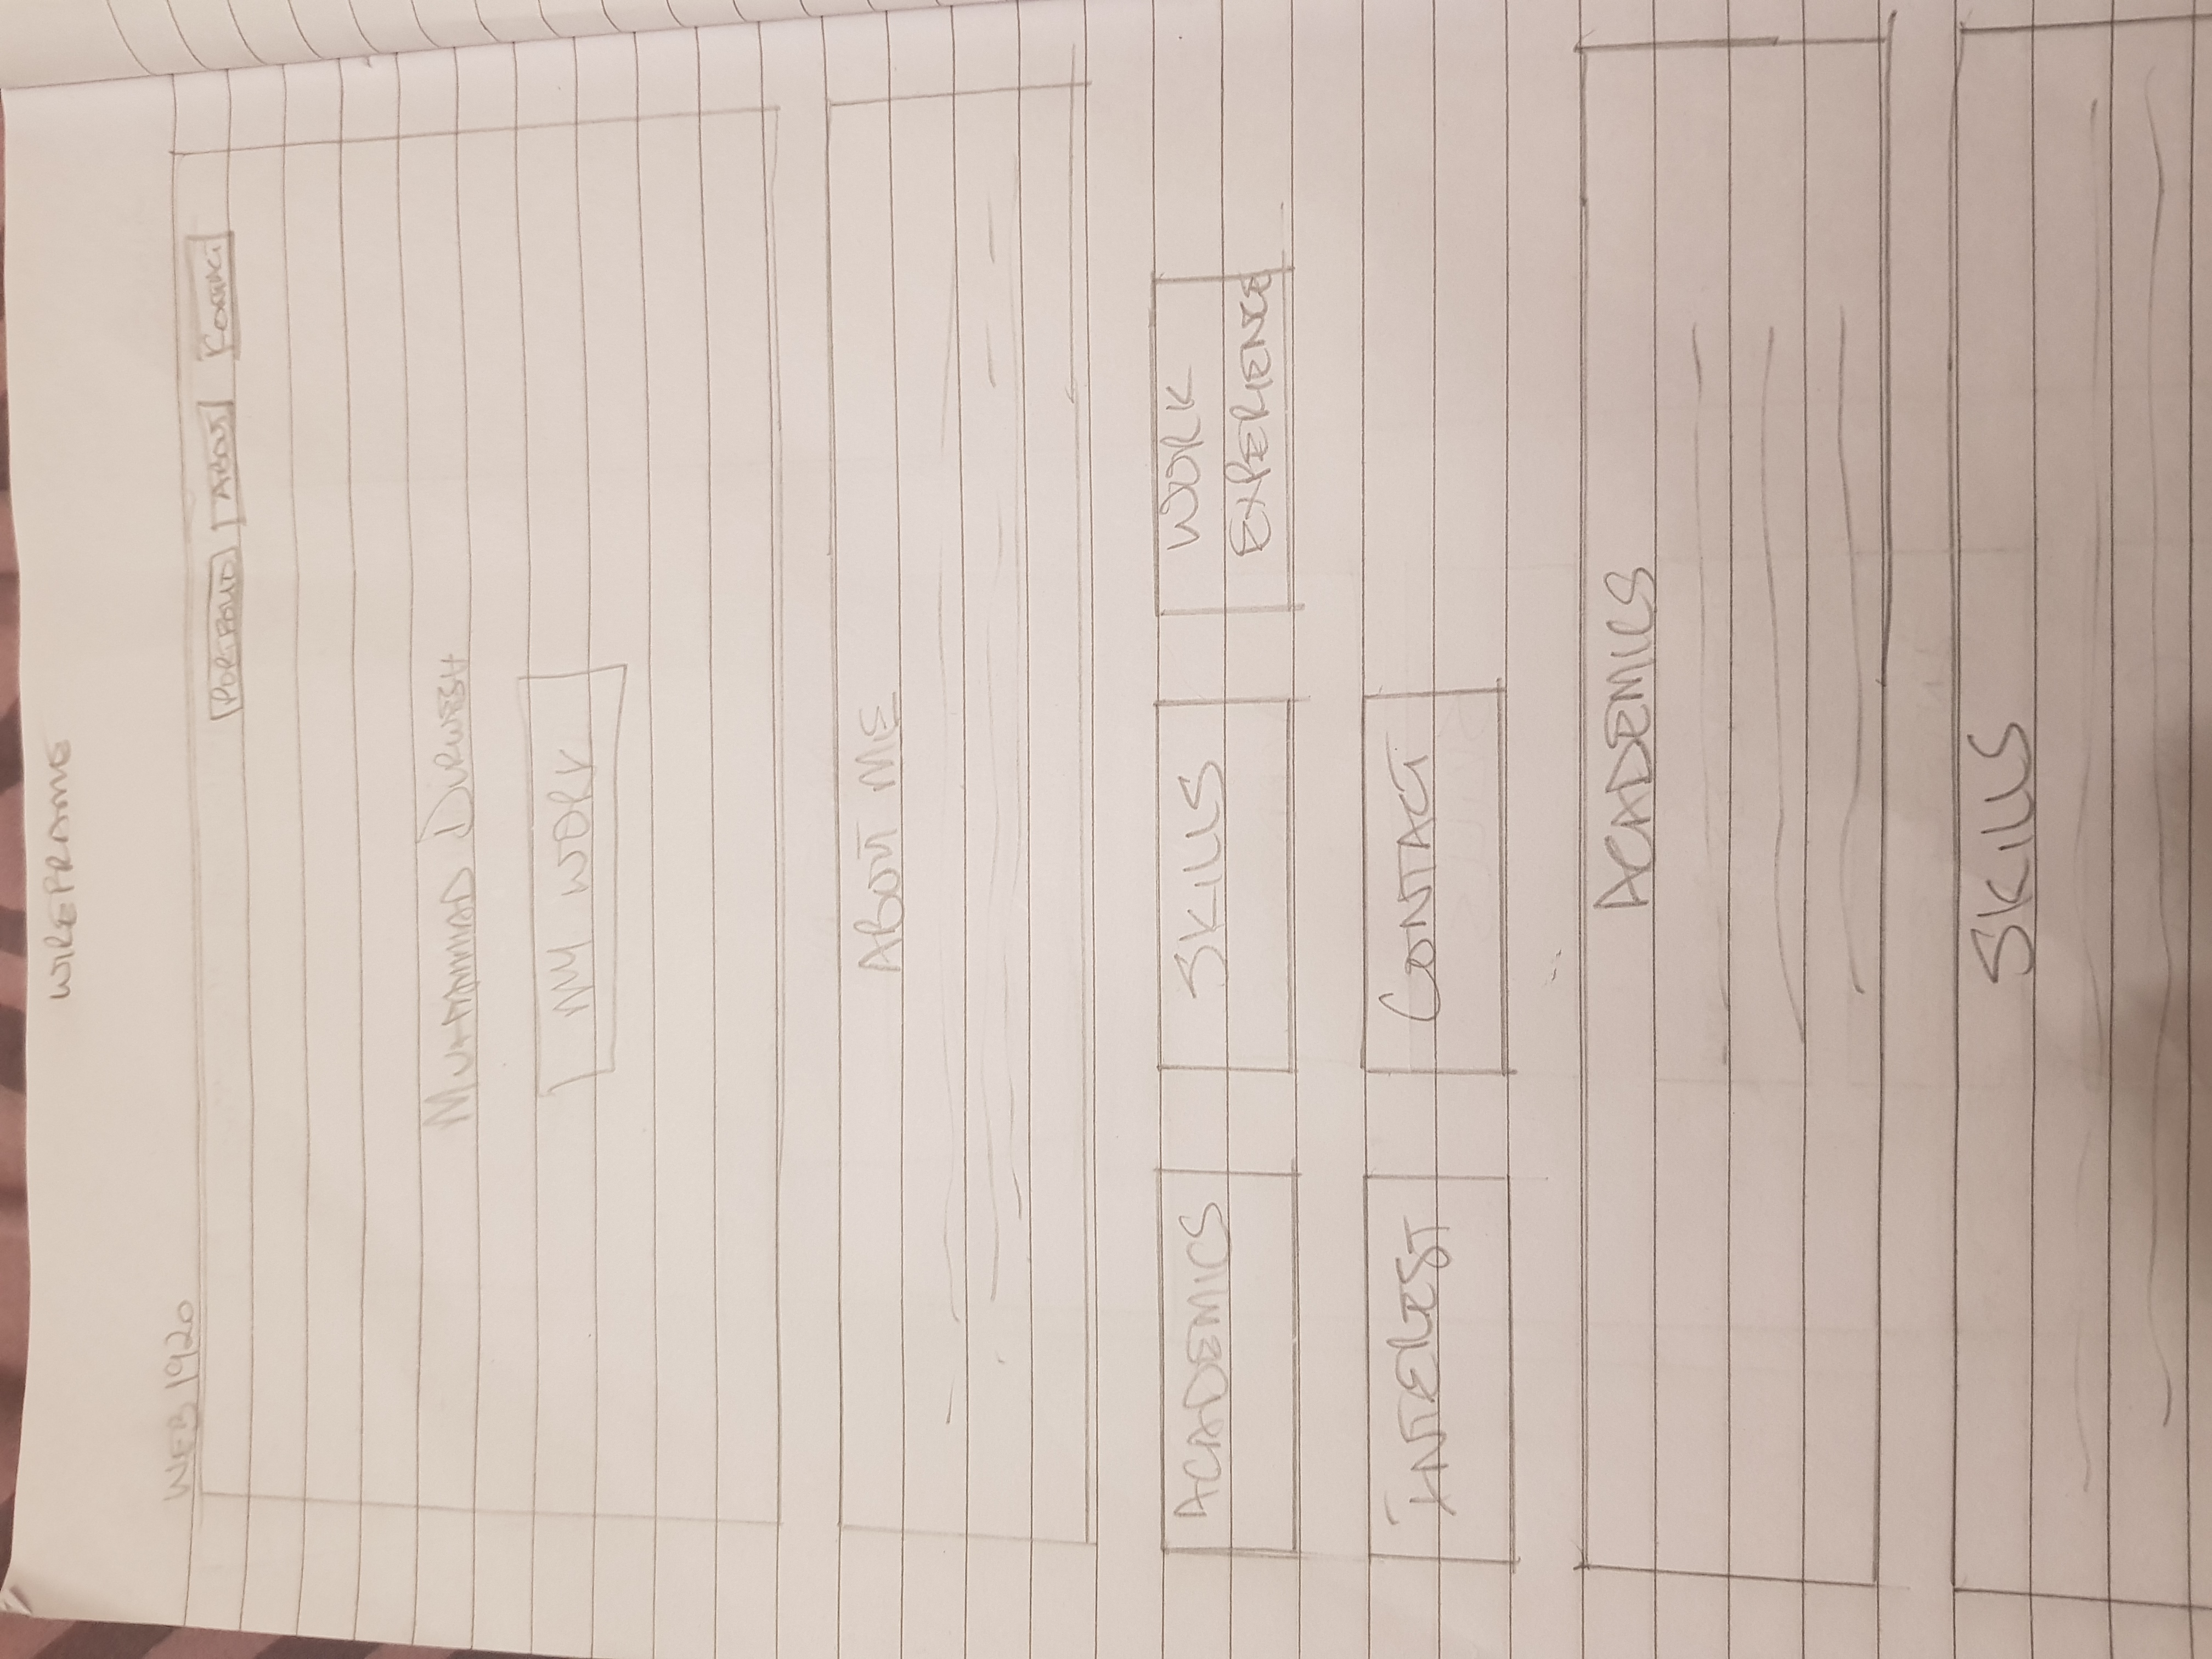 WIREFRAME
WEB 1920
PORTFOLIO ABOUT CONTACT
MUHAMMAD DURWESH
MY WORK
ABOUT ME
ACADEMICS SKILLS WORK
EXPERIENCE
INTEREST CONTACT
ACADEMICS
SKILLS